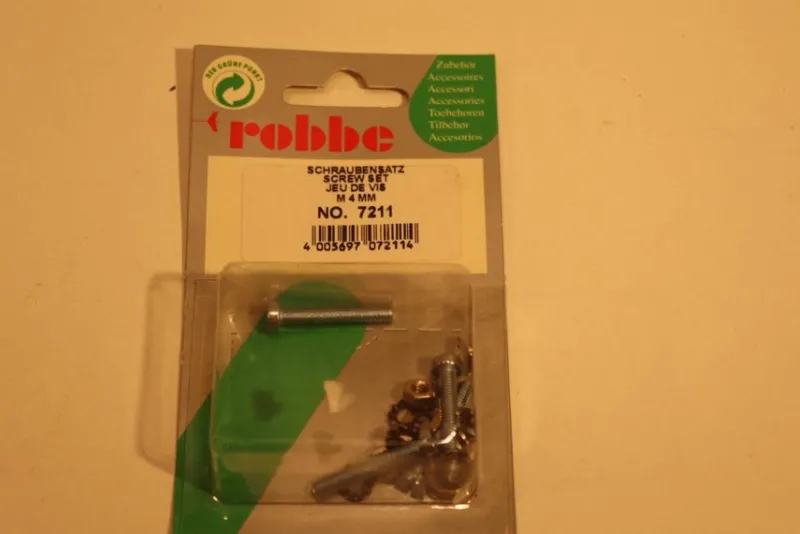 DER GRÜNE PUNKT
robbe
Zubehör
Accessoires
Accessori
Accessories
Toebehoren
Tilbehør
Accesorios
SCHRAUBENSATZ
SCREW SET
JEU DE VIS
M 4 MM
NO. 7211
4 005697 072114